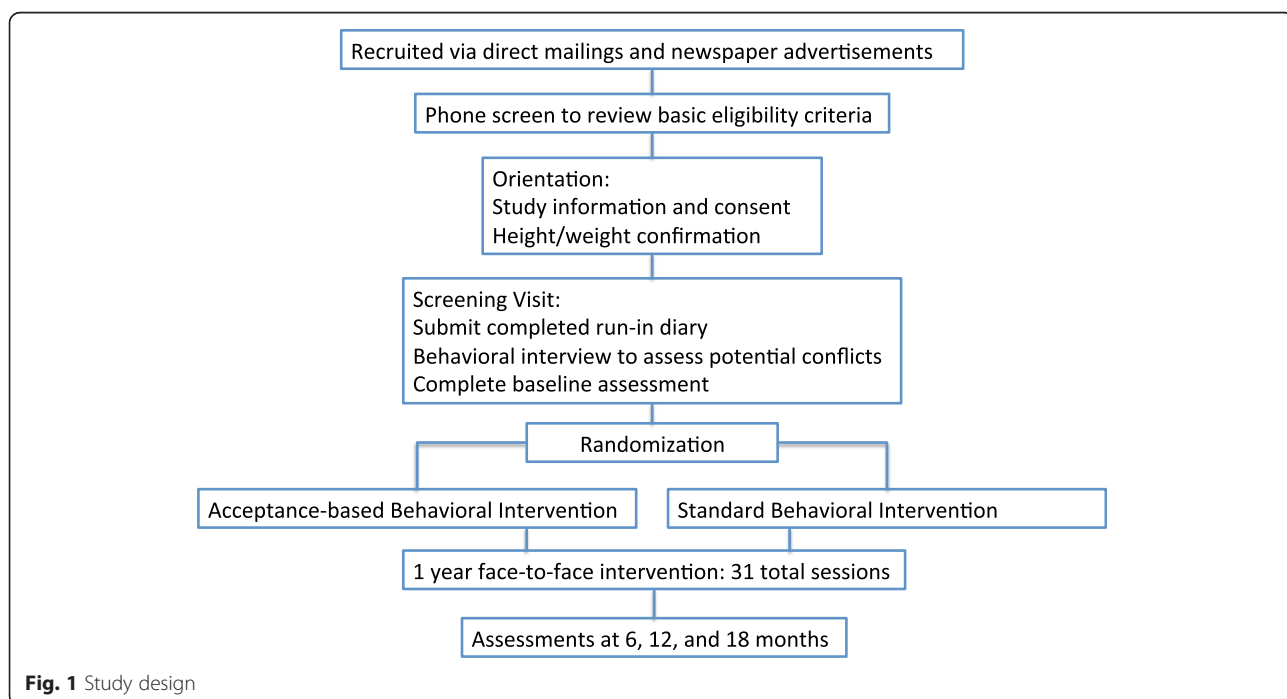 Recruited via direct mailings and newspaper advertisements
Phone screen to review basic eligibility criteria
Orientation:
Study information and consent
Height/weight confirmation
Screening Visit:
Submit completed run-in diary
Behavioral interview to assess potential conflicts
Complete baseline assessment
Randomization
Acceptance-based Behavioral Intervention
Standard Behavioral Intervention
1 year face-to-face intervention: 31 total sessions
Assessments at 6, 12, and 18 months
Fig. 1 Study design